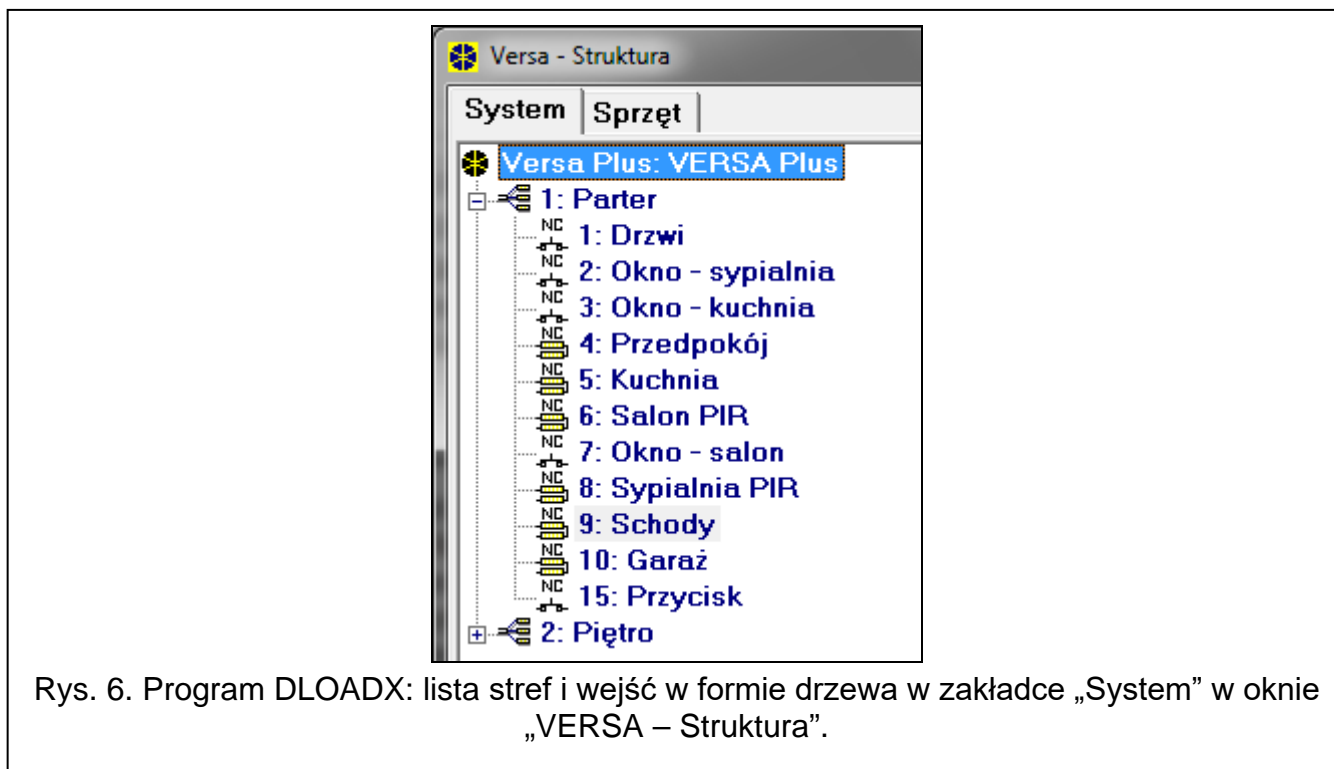 Versa - Struktura
System Sprzęt
Versa Plus: VERSA Plus
1: Parter
NC 1: Drzwi
NC 2: Okno - sypialnia
NC 3: Okno - kuchnia
NC 4: Przedpokój
NC 5: Kuchnia
NC 6: Salon PIR
NC 7: Okno - salon
NC 8: Sypialnia PIR
NC 9: Schody
NC 10: Garaż
NC 15: Przycisk
2: Piętro
Rys. 6. Program DLOADX: lista stref i wejść w formie drzewa w zakładce „System” w oknie
„VERSA – Struktura”.